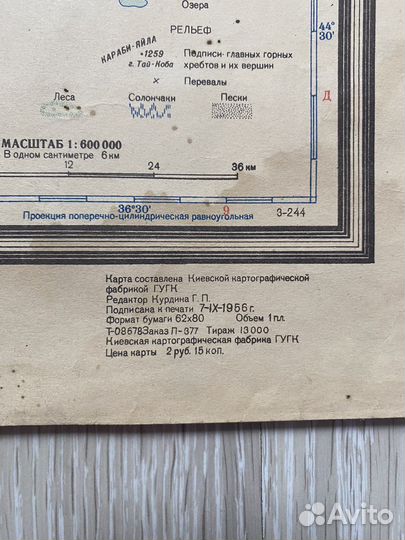 Озера
44°
30'
РЕЛЬЕФ
КАРАБИ-ЯЙЛА
•1259
г. Тай-Коба
Подписи главных горных
хребтов и их вершин
× Перевалы
Леса
Солончаки
Пески
Д
МАСШТАБ 1:600 000
В одном сантиметре 6 км
12 24 36 км
36°30' 9
Проекция поперечно-цилиндрическая равноугольная
З-244
Карта составлена Киевской картографической
фабрикой ГУГК
Редактор Курдина Г. П.
Подписана к печати 7-IX-1956 г.
Формат бумаги 62х80 Объем 1 пл.
Т-08678 Заказ Л-377 Тираж 13000
Киевская картографическая фабрика ГУГК
Цена карты 2 руб. 15 коп.
Avito